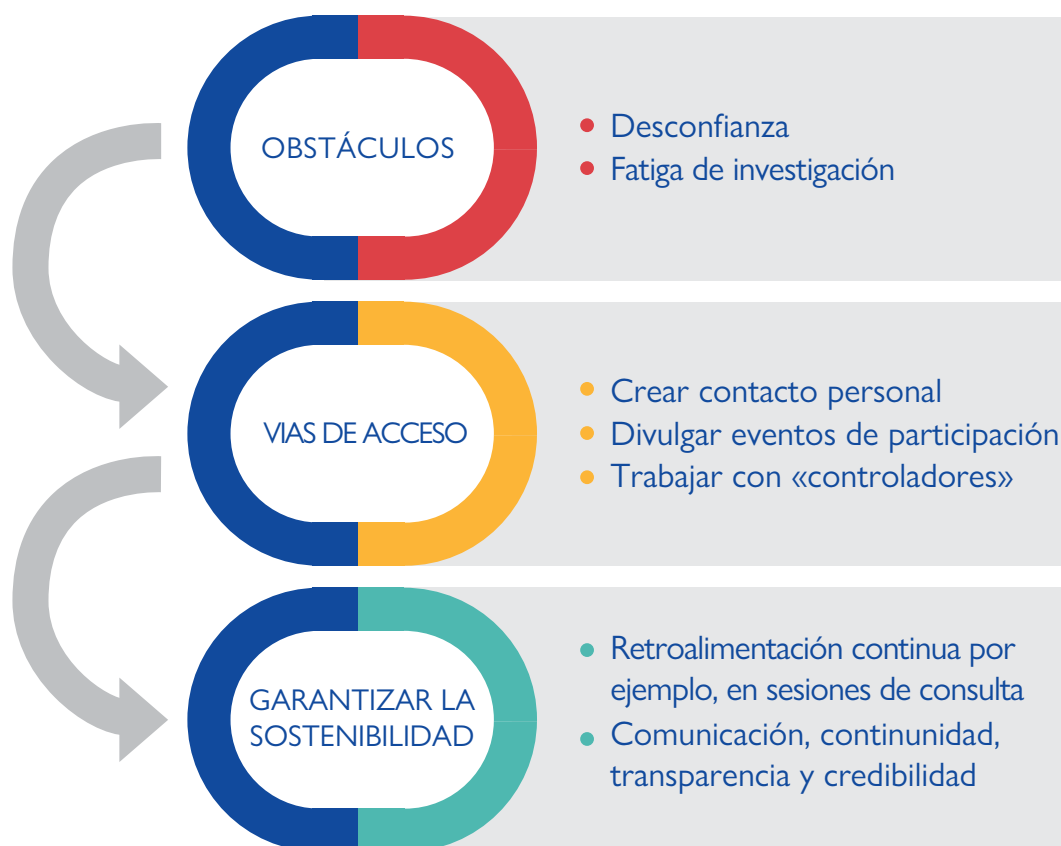 OBSTÁCULOS
• Desconfianza
• Fatiga de investigación
VIAS DE ACCESO
• Crear contacto personal
• Divulgar eventos de participación
• Trabajar con «controladores»
GARANTIZAR LA
SOSTENIBILIDAD
• Retroalimentación continua por
ejemplo, en sesiones de consulta
• Comunicación, continunidad,
transparencia y credibilidad